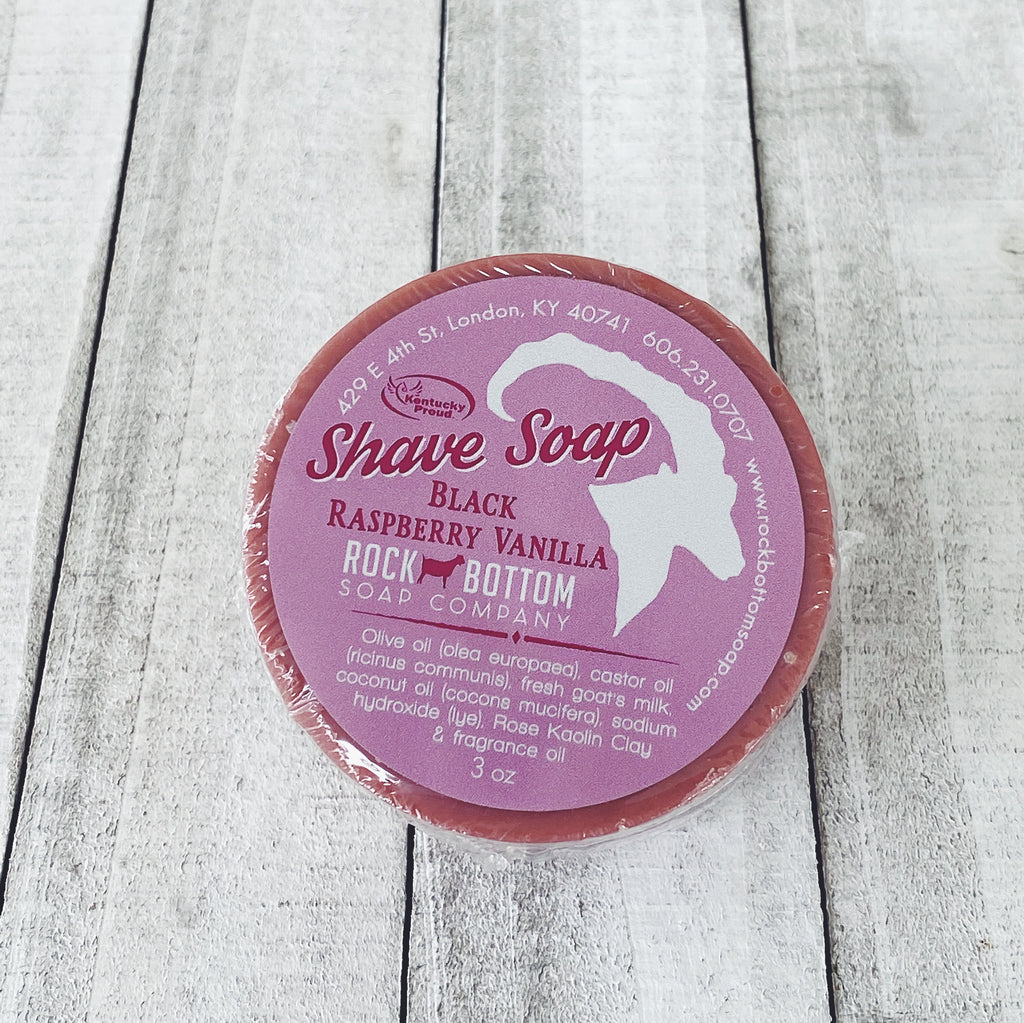 429 E 4th St, London, KY 40741 606.231.0707 www.rockbottomsoap.com
Kentucky
Proud
Shave Soap
BLACK
RASPBERRY VANILLA
ROCK BOTTOM
SOAP COMPANY
Olive oil (olea europaea), castor oil
(ricinus communis), fresh goat's milk,
coconut oil (cocons mucifera), sodium
hydroxide (lye), Rose Kaolin Clay
& fragrance oil
3 oz